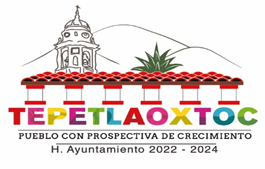 TEPETLAOXTOC
PUEBLO CON PROSPECTIVA DE CRECIMIENTO
H. Ayuntamiento 2022 - 2024